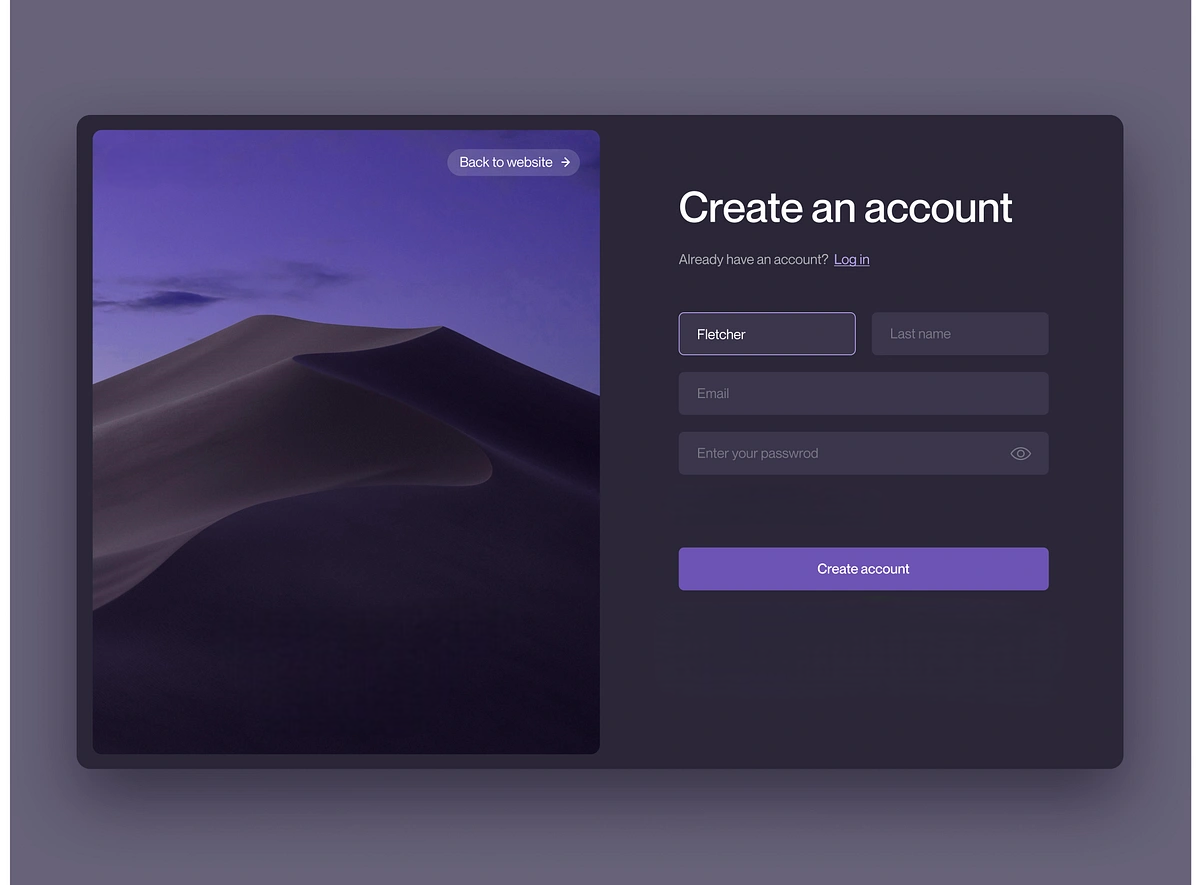 Back to website →
Create an account
Already have an account? Log in
Fletcher
Last name
Email
Enter your passwrod
Create account